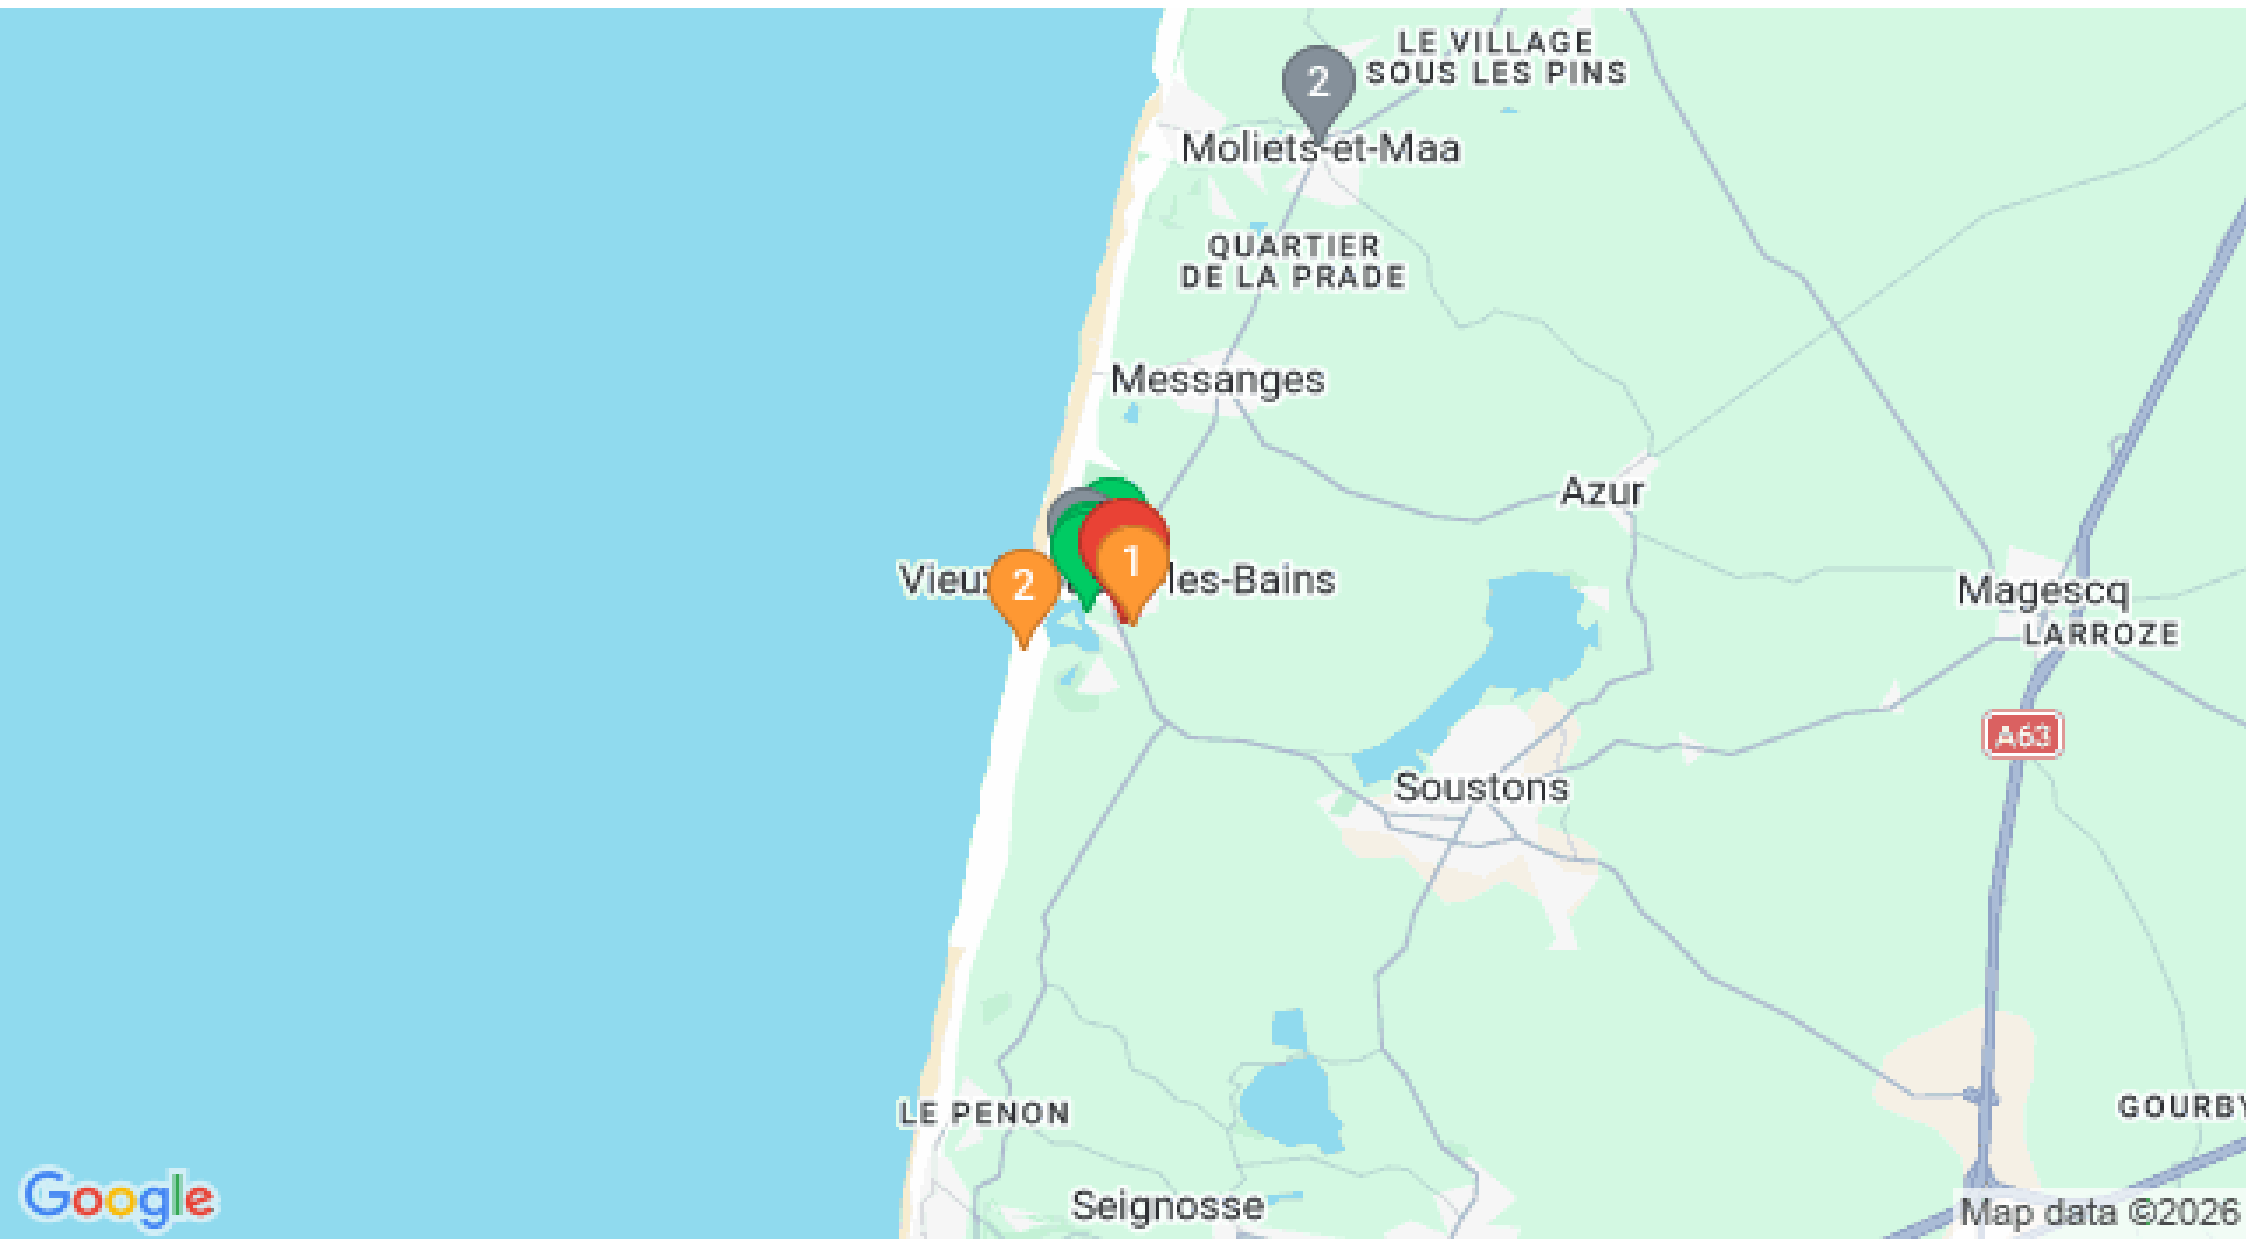 LE VILLAGE
SOUS LES PINS
2
Moliets-et-Maa
QUARTIER
DE LA PRADE
Messanges
Azur
1
2
les-Bains
Magescq
LARROZE
A63
Soustons
LE PENON
GOURBY
Seignosse
Google
Map data ©2026